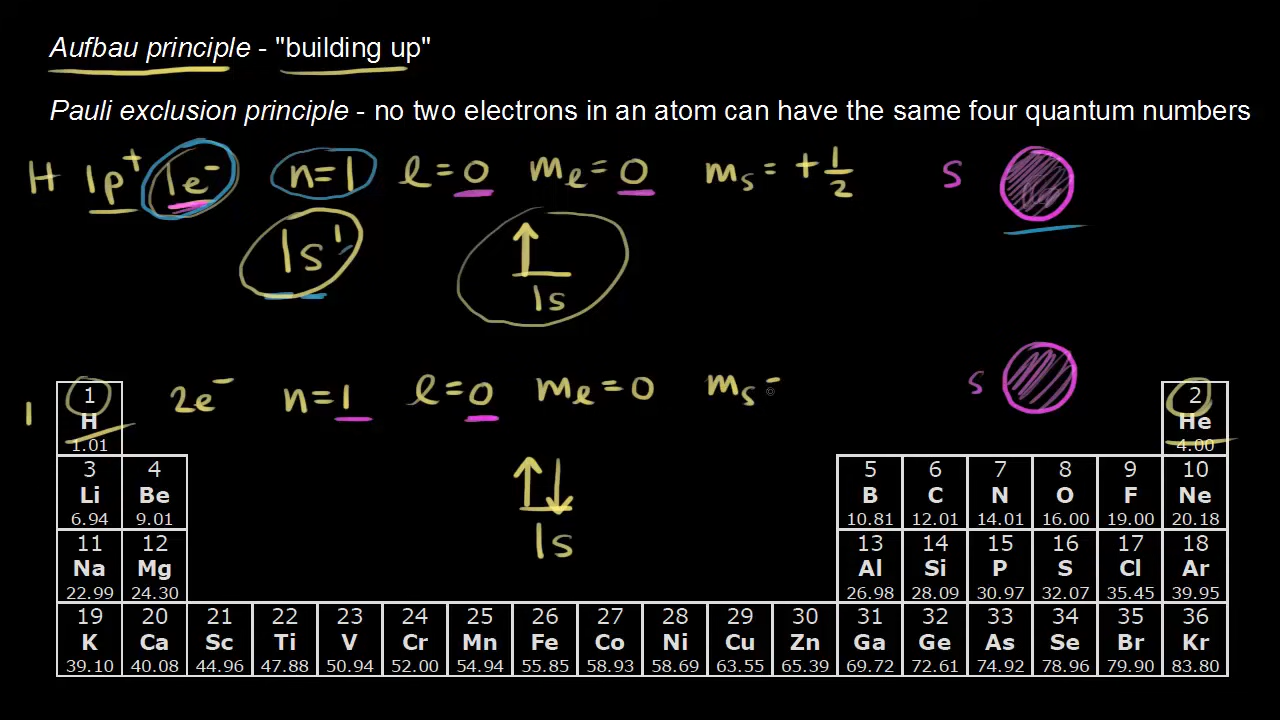 Aufbau principle - "building up"
Pauli exclusion principle - no two electrons in an atom can have the same four quantum numbers
H 1p⁺ 1e⁻ n=1 l=0 mₗ=0 mₛ=+1/2 s
1s¹
1s
1 2e⁻ n=1 l=0 mₗ=0 mₛ= s
1s
1 2
H He
1.01 4.00
3 4 5 6 7 8 9 10
Li Be B C N O F Ne
6.94 9.01 10.81 12.01 14.01 16.00 19.00 20.18
11 12 13 14 15 16 17 18
Na Mg Al Si P S Cl Ar
22.99 24.30 26.98 28.09 30.97 32.07 35.45 39.95
19 20 21 22 23 24 25 26 27 28 29 30 31 32 33 34 35 36
K Ca Sc Ti V Cr Mn Fe Co Ni Cu Zn Ga Ge As Se Br Kr
39.10 40.08 44.96 47.88 50.94 52.00 54.94 55.85 58.93 58.69 63.55 65.39 69.72 72.61 74.92 78.96 79.90 83.80